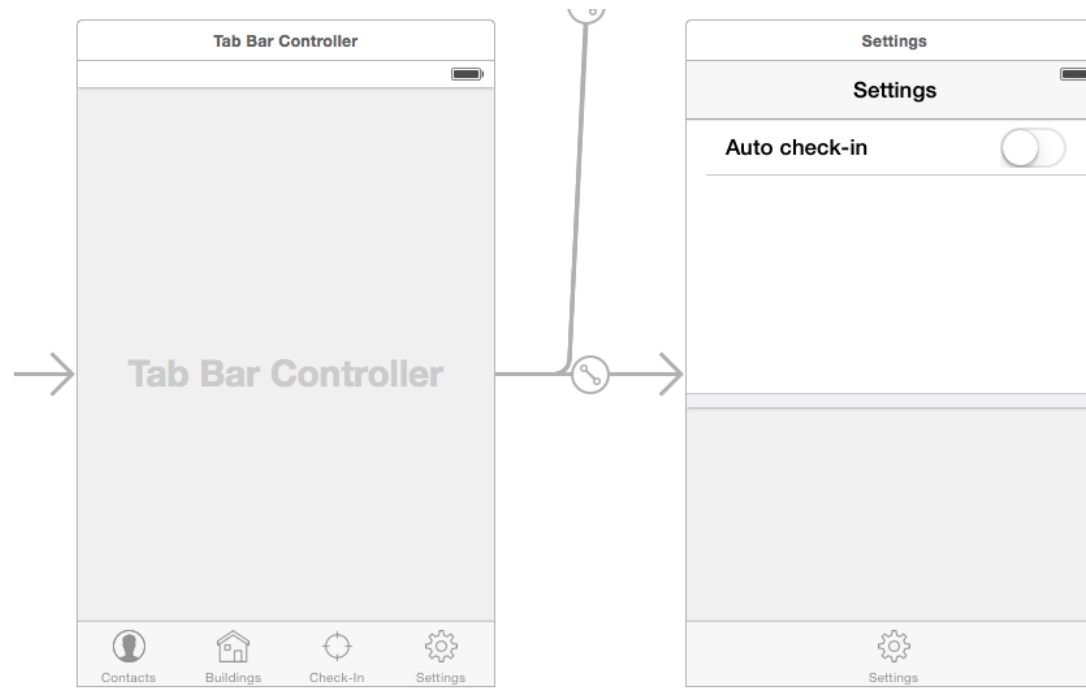 Tab Bar Controller
Tab Bar Controller
Contacts Buildings Check-In Settings
Settings
Settings
Auto check-in
Settings